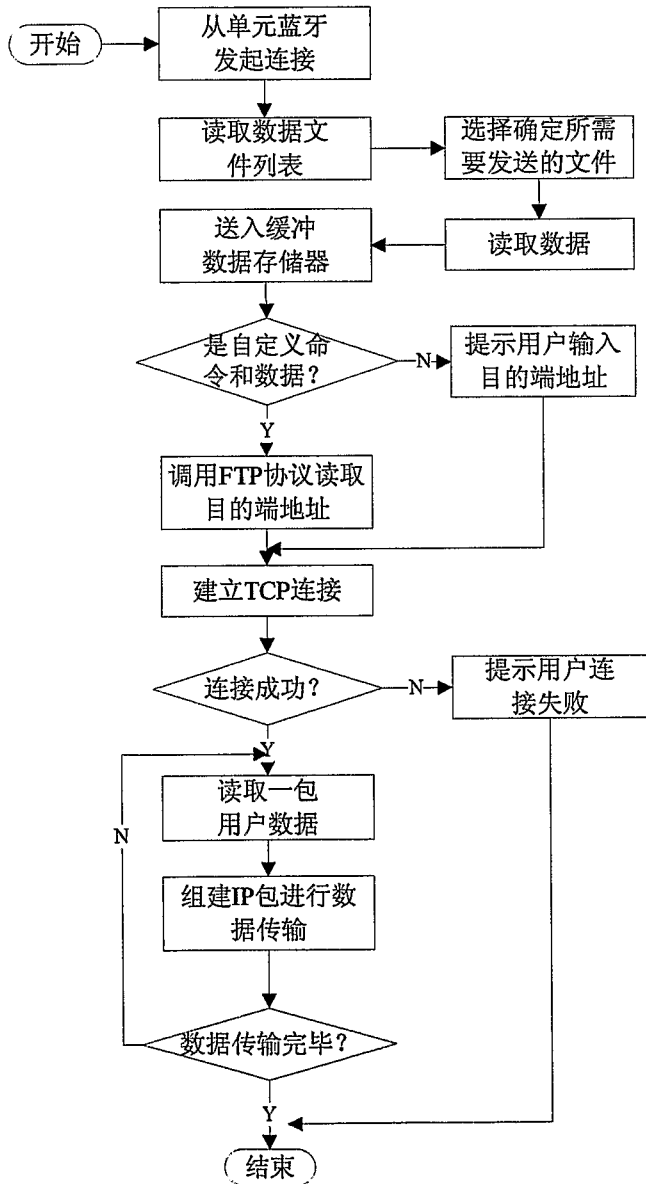 开始
从单元蓝牙
发起连接
读取数据文
件列表
选择确定所需
要发送的文件
读取数据
送入缓冲
数据存储器
是自定义命
令和数据？
N
提示用户输入
目的端地址
Y
调用FTP协议读取
目的端地址
建立TCP连接
连接成功？
N
提示用户连
接失败
Y
读取一包
用户数据
N
组建IP包进行数
据传输
数据传输完毕？
Y
结束